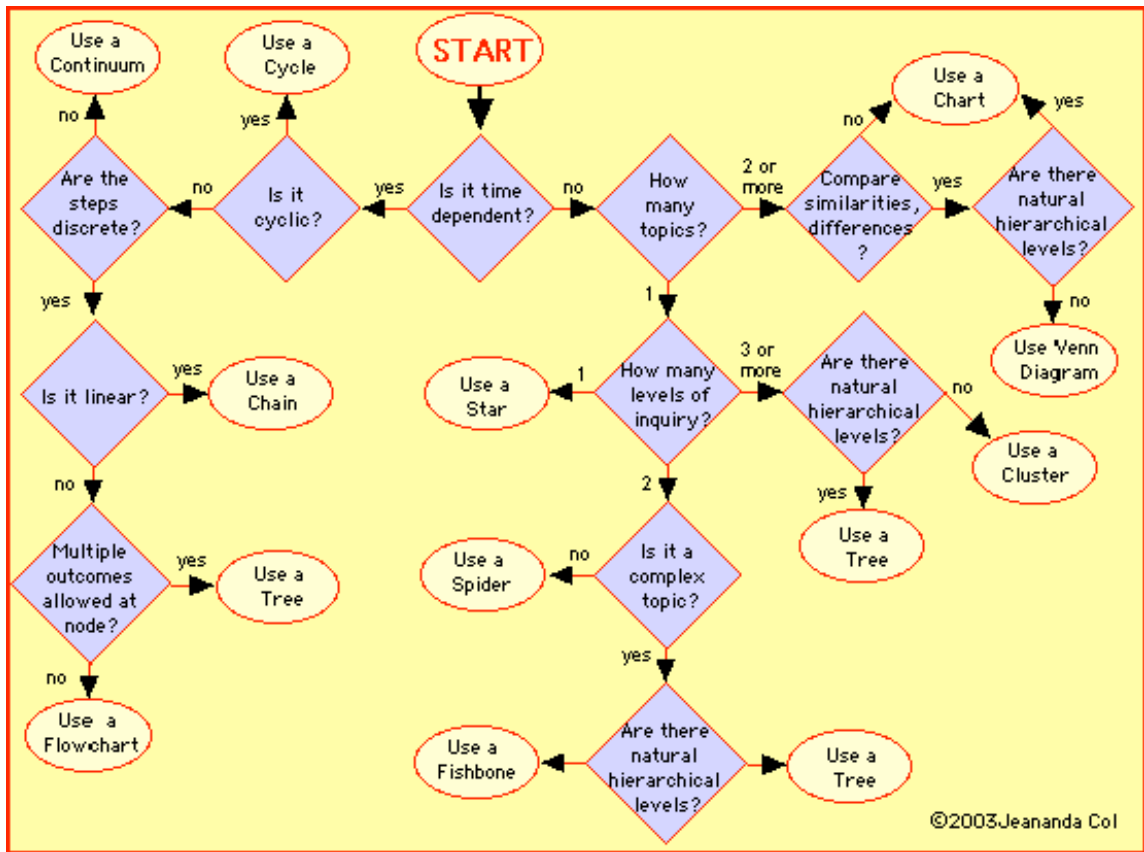 START
Use a
Continuum
Use a
Cycle
Use a
Chart
no
yes
no
yes
Are the
steps
discrete?
no
Is it
cyclic?
yes
Is it time
dependent?
no
How
many
topics?
2 or
more
Compare
similarities,
differences
?
yes
Are there
natural
hierarchical
levels?
yes
1
no
Use Venn
Diagram
Is it linear?
yes
Use a
Chain
Use a
Star
1
How many
levels of
inquiry?
3 or
more
Are there
natural
hierarchical
levels?
no
Use a
Cluster
no
2
yes
Use a
Tree
Multiple
outcomes
allowed at
node?
yes
Use a
Tree
Use a
Spider
no
Is it a
complex
topic?
no
yes
Use a
Flowchart
Use a
Fishbone
Are there
natural
hierarchical
levels?
Use a
Tree
©2003Jeananda Col